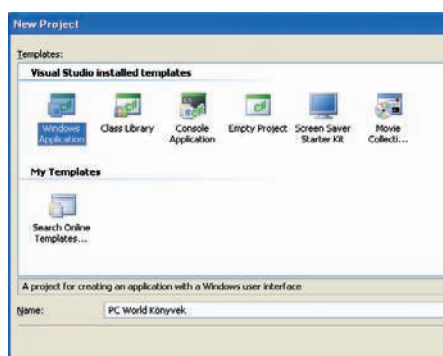 New Project
Templates:
Visual Studio installed templates
Windows Application
Class Library
Console Application
Empty Project
Screen Saver Starter Kit
Movie Collecti...
My Templates
Search Online Templates...
A project for creating an application with a Windows user interface
Name:
PC World Könyvek